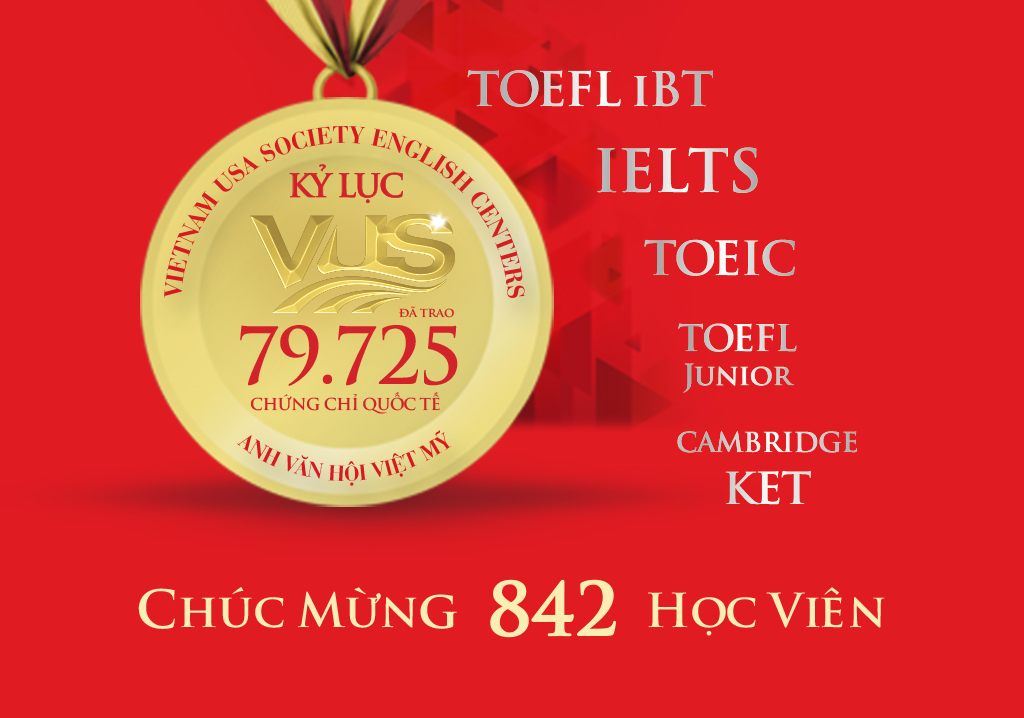 VIETNAM USA SOCIETY ENGLISH CENTERS
KỶ LỤC
VUS
ĐÃ TRAO
79.725
CHỨNG CHỈ QUỐC TẾ
ANH VĂN HỘI VIỆT MỸ
TOEFL iBT
IELTS
TOEIC
TOEFL
JUNIOR
CAMBRIDGE
KET
CHÚC MỪNG 842 HỌC VIÊN